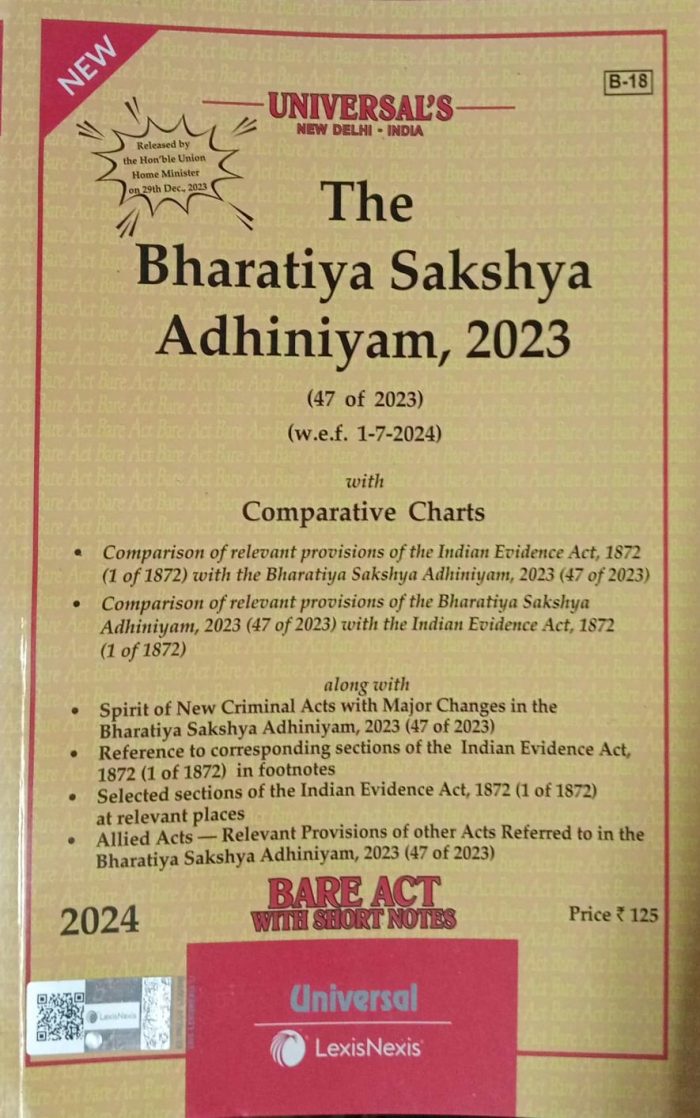 NEW
B-18
UNIVERSAL'S
NEW DELHI - INDIA
Released by
the Hon'ble Union
Home Minister
on 29th Dec., 2023
The
Bharatiya Sakshya
Adhiniyam, 2023
(47 of 2023)
(w.e.f. 1-7-2024)
with
Comparative Charts
• Comparison of relevant provisions of the Indian Evidence Act, 1872
(1 of 1872) with the Bharatiya Sakshya Adhiniyam, 2023 (47 of 2023)
• Comparison of relevant provisions of the Bharatiya Sakshya
Adhiniyam, 2023 (47 of 2023) with the Indian Evidence Act, 1872
(1 of 1872)
along with
• Spirit of New Criminal Acts with Major Changes in the
Bharatiya Sakshya Adhiniyam, 2023 (47 of 2023)
• Reference to corresponding sections of the Indian Evidence Act,
1872 (1 of 1872) in footnotes
• Selected sections of the Indian Evidence Act, 1872 (1 of 1872)
at relevant places
• Allied Acts — Relevant Provisions of other Acts Referred to in the
Bharatiya Sakshya Adhiniyam, 2023 (47 of 2023)
BARE ACT
WITH SHORT NOTES
2024
Price ₹ 125
Universal
LexisNexis
LexisNexis